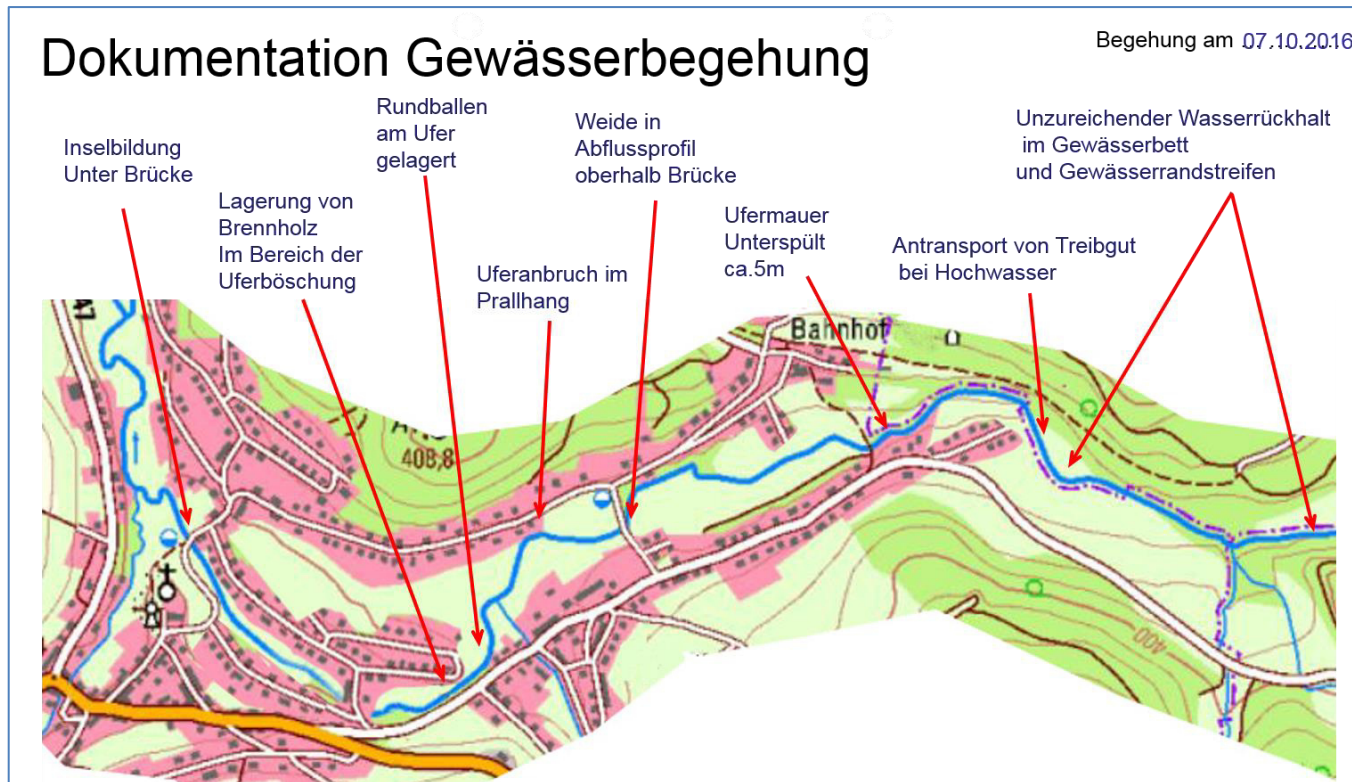 Dokumentation Gewässerbegehung
Begehung am 07.10.2016
Inselbildung
Unter Brücke
Lagerung von
Brennholz
Im Bereich der
Uferböschung
Rundballen
am Ufer
gelagert
Uferanbruch im
Prallhang
Weide in
Abflussprofil
oberhalb Brücke
Ufermauer
Unterspült
ca.5m
Antransport von Treibgut
bei Hochwasser
Unzureichender Wasserrückhalt
im Gewässerbett
und Gewässerrandstreifen
Bahnhof
408,8
400